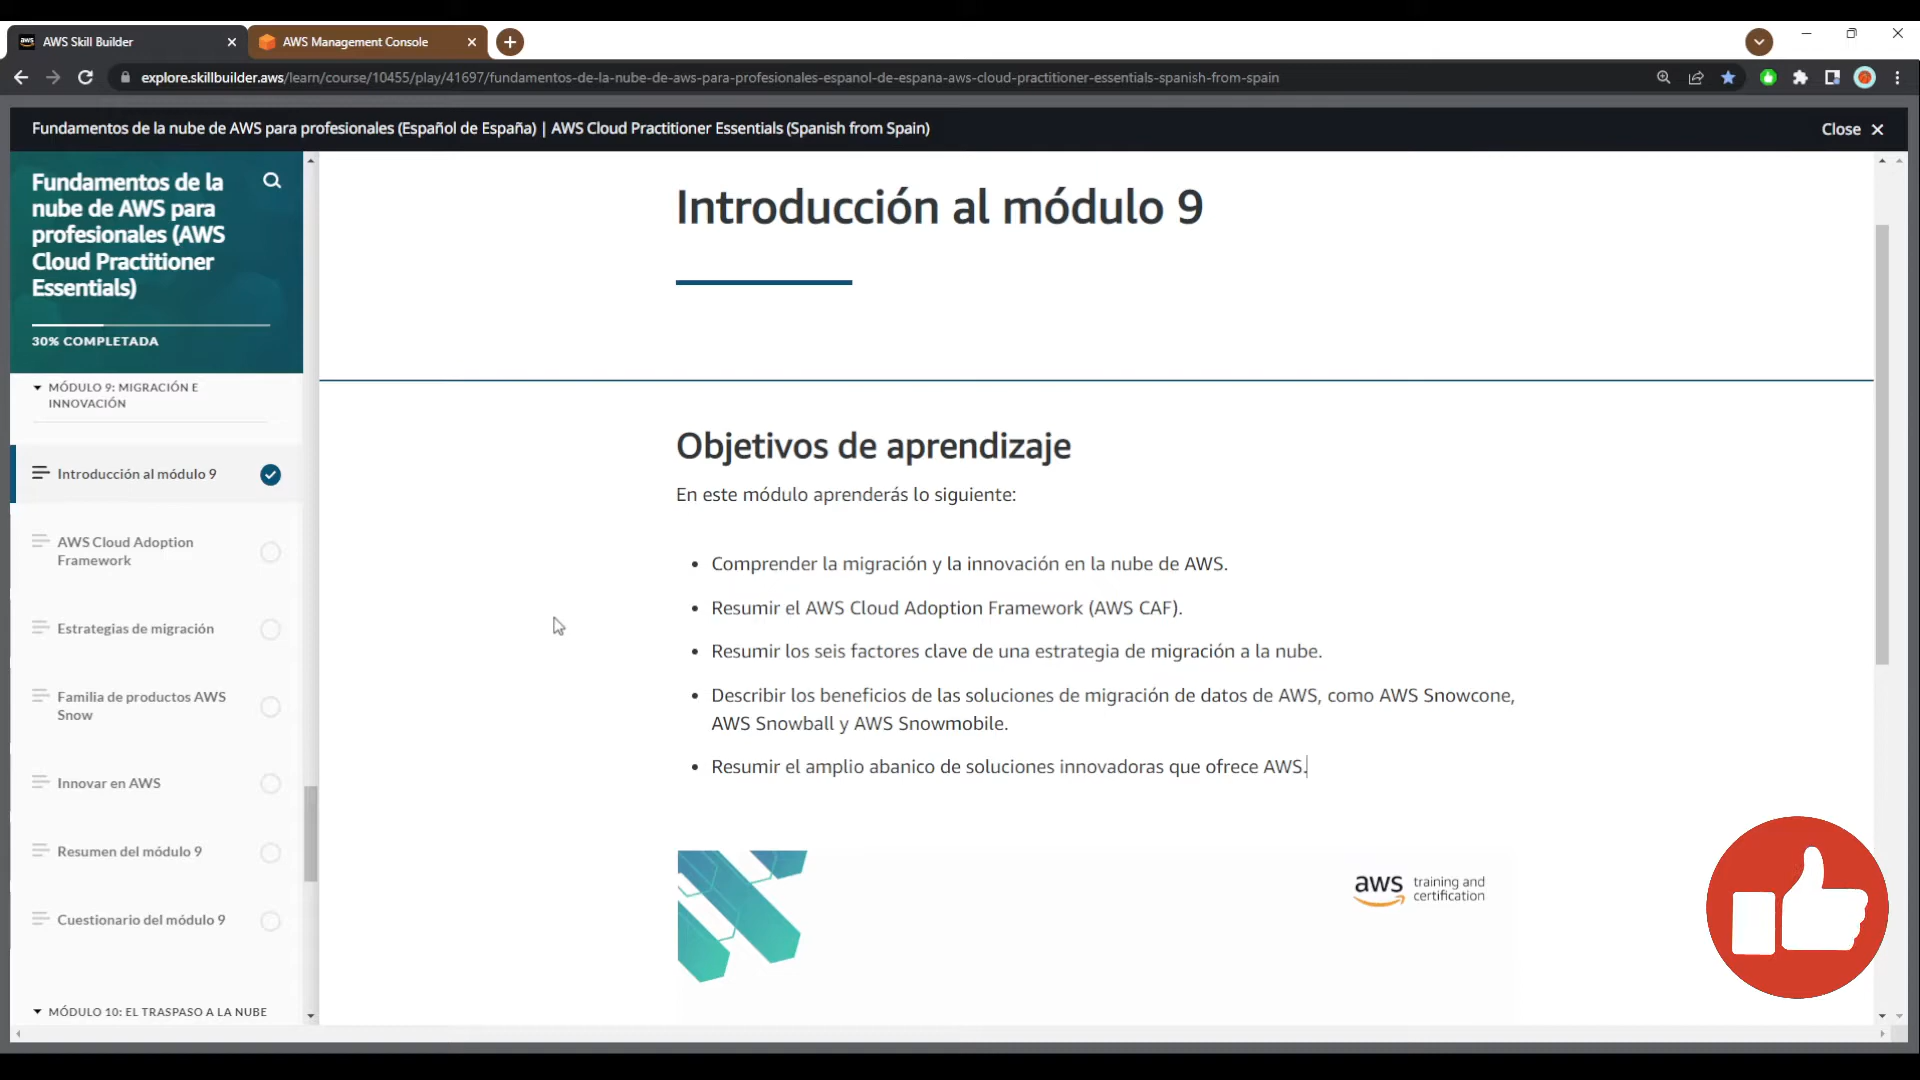 AWS Skill Builder
AWS Management Console
explore.skillbuilder.aws/learn/course/10455/play/41697/fundamentos-de-la-nube-de-aws-para-profesionales-espanol-de-espana-aws-cloud-practitioner-essentials-spanish-from-spain
Fundamentos de la nube de AWS para profesionales (Español de España) | AWS Cloud Practitioner Essentials (Spanish from Spain)
Close
Fundamentos de la
nube de AWS para
profesionales (AWS
Cloud Practitioner
Essentials)
30% COMPLETADA
MÓDULO 9: MIGRACIÓN E
INNOVACIÓN
Introducción al módulo 9
AWS Cloud Adoption
Framework
Estrategias de migración
Familia de productos AWS
Snow
Innovar en AWS
Resumen del módulo 9
Cuestionario del módulo 9
MÓDULO 10: EL TRASPASO A LA NUBE
Introducción al módulo 9
Objetivos de aprendizaje
En este módulo aprenderás lo siguiente:
• Comprender la migración y la innovación en la nube de AWS.
• Resumir el AWS Cloud Adoption Framework (AWS CAF).
• Resumir los seis factores clave de una estrategia de migración a la nube.
• Describir los beneficios de las soluciones de migración de datos de AWS, como AWS Snowcone,
AWS Snowball y AWS Snowmobile.
• Resumir el amplio abanico de soluciones innovadoras que ofrece AWS.
aws training and
certification